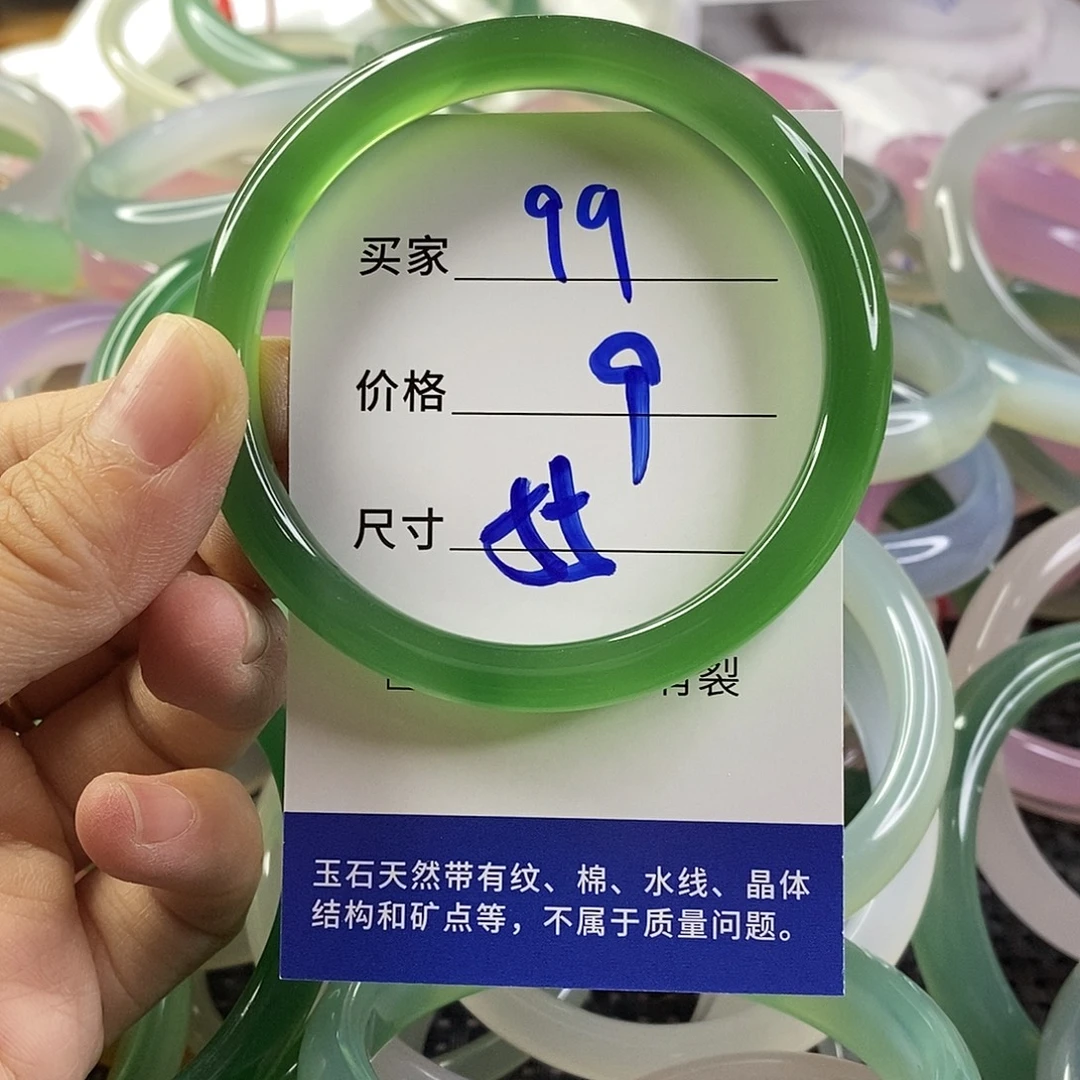 买家 99
价格 9
尺寸
裂
玉石天然带有纹、棉、水线、晶体
结构和矿点等，不属于质量问题。